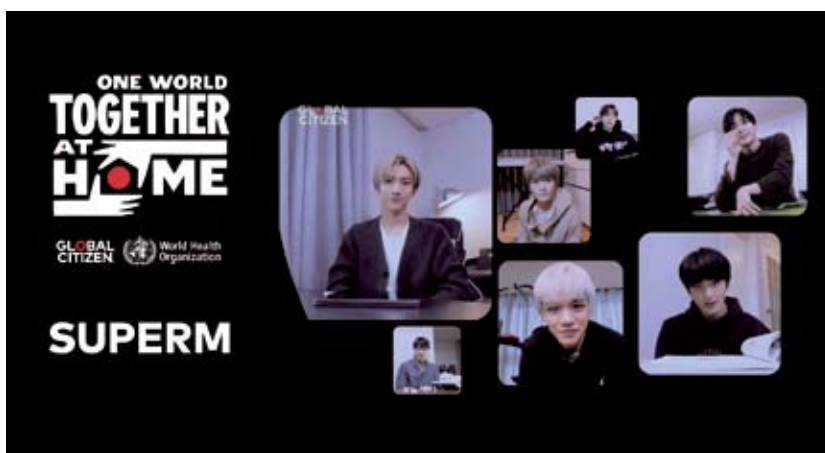 ONE WORLD
TOGETHER
AT
HOME
GLOBAL
CITIZEN
World Health
Organization
SUPERM
GLOBAL
CITIZEN